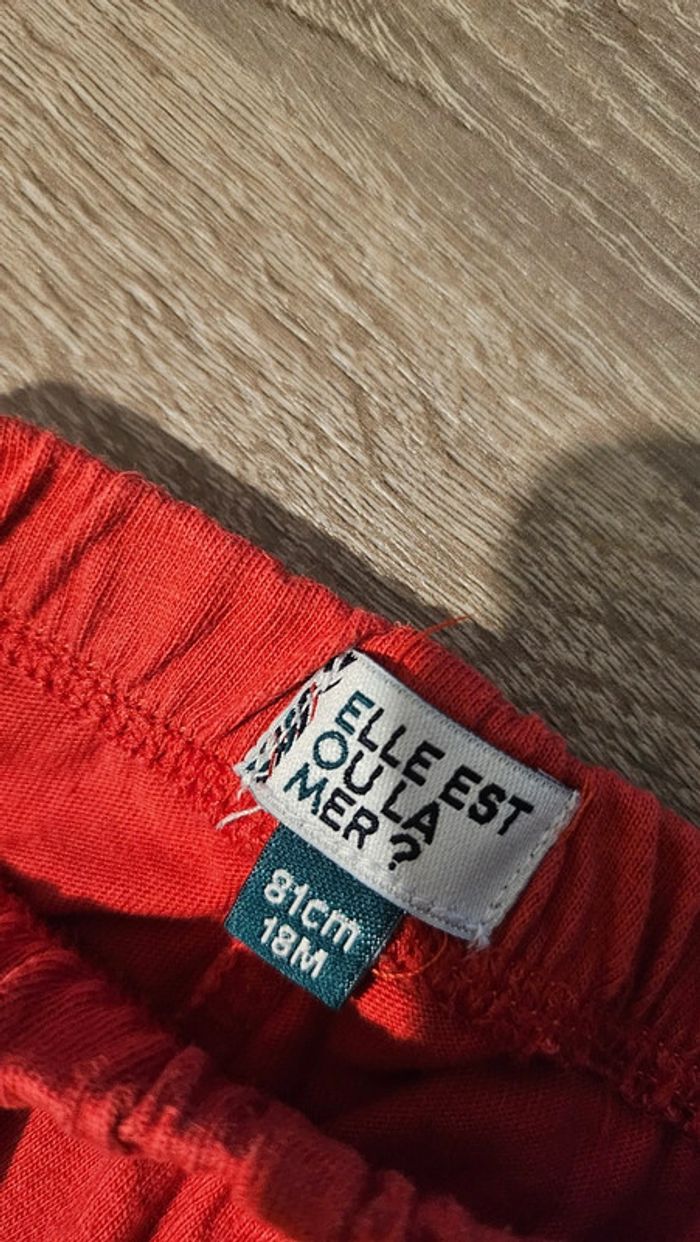 ELLE EST
OU LA
MER ?
81cm
18M